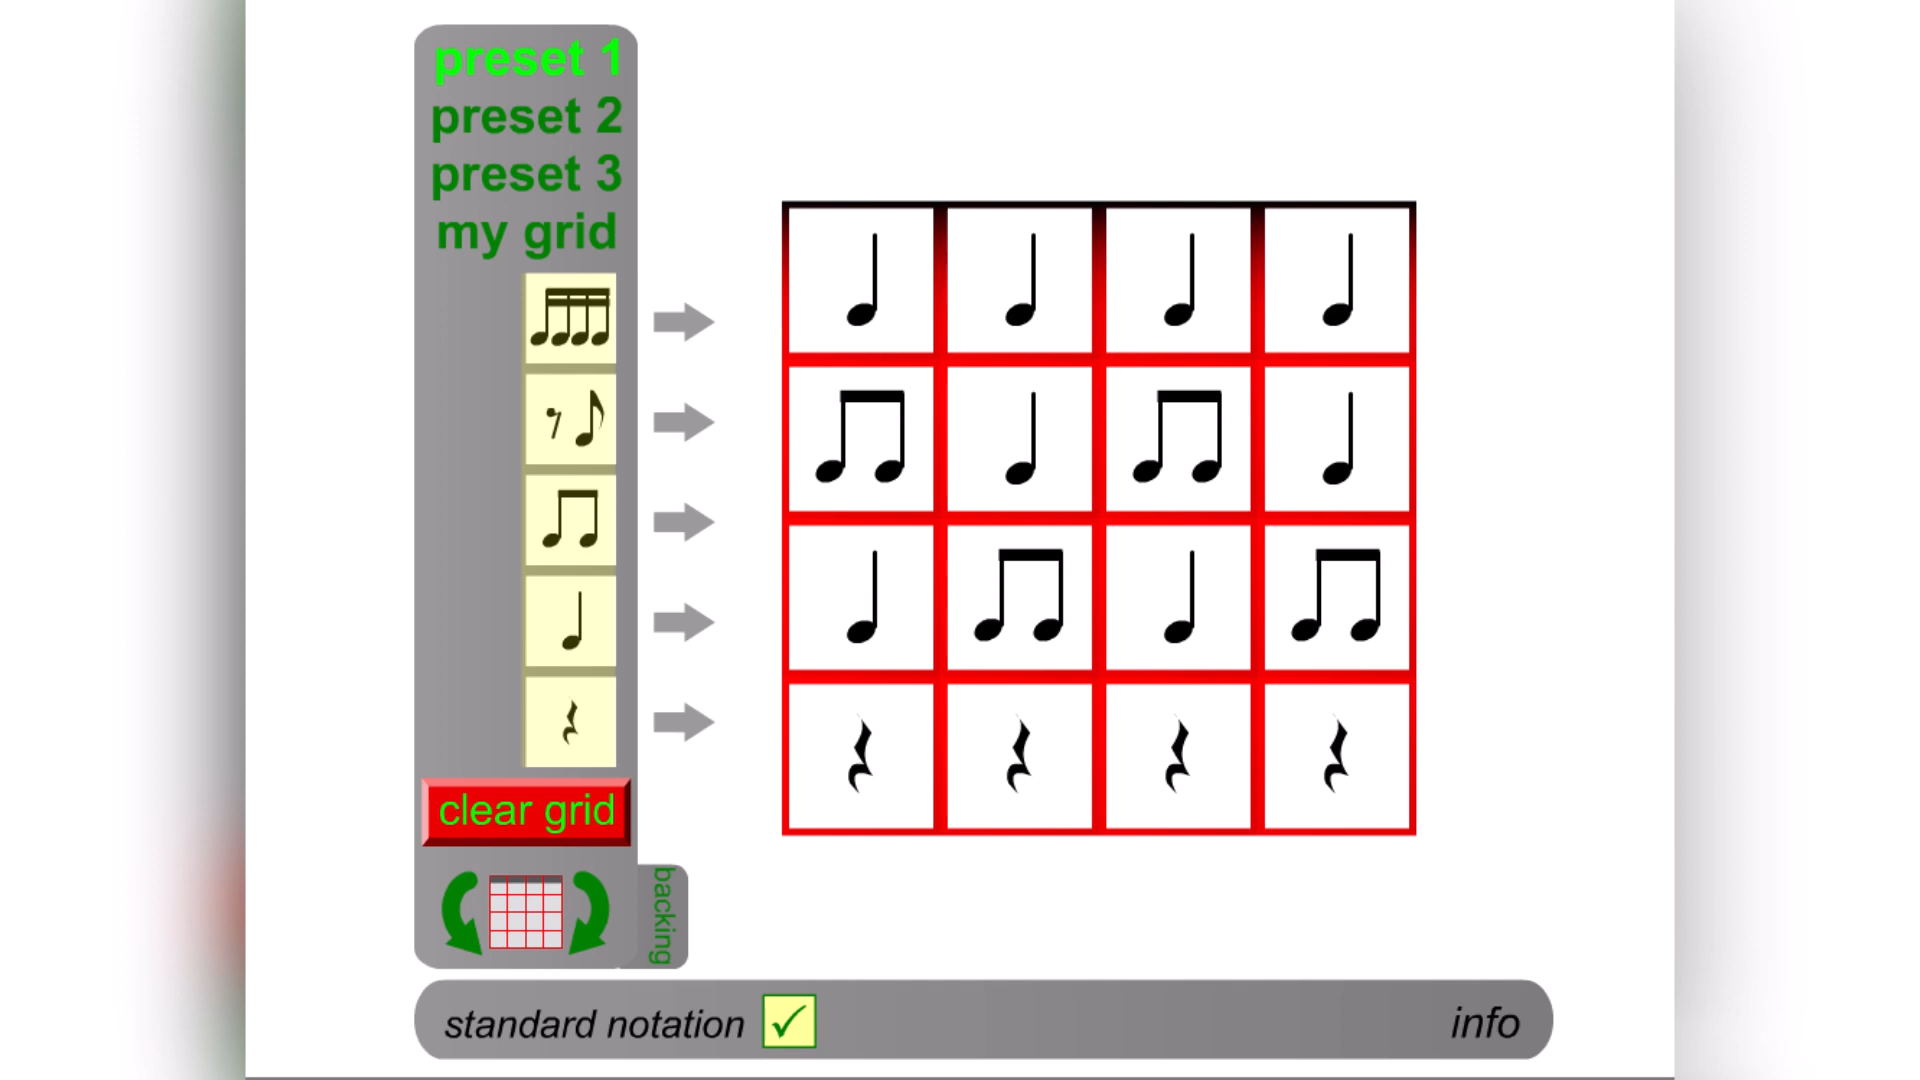 preset 1
preset 2
preset 3
my grid
clear grid
backing
standard notation
info